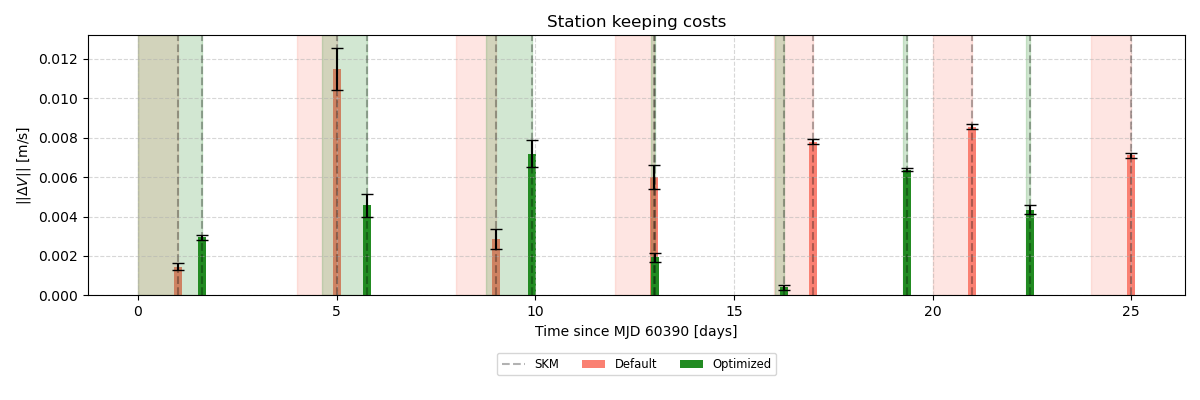 Station keeping costs
0.012
0.010
0.008
0.006
0.004
0.002
0.000
||ΔV|| [m/s]
0 5 10 15 20 25
Time since MJD 60390 [days]
SKM Default Optimized